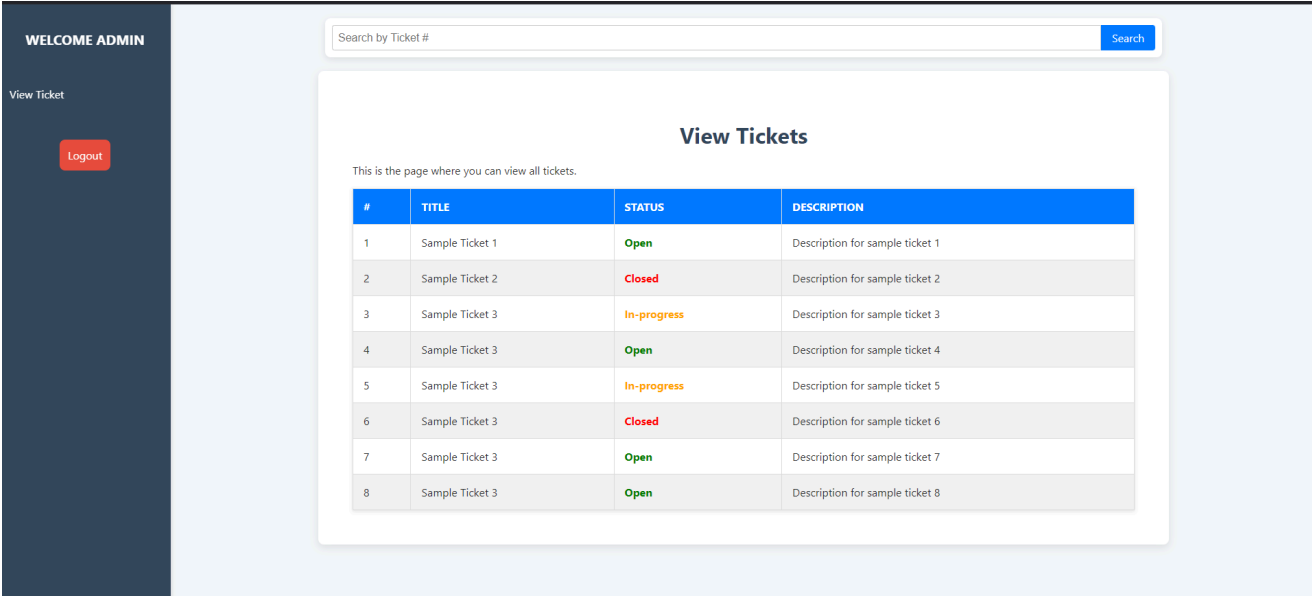 WELCOME ADMIN
View Ticket
Logout
Search by Ticket #
Search
View Tickets
This is the page where you can view all tickets.
# TITLE STATUS DESCRIPTION
1 Sample Ticket 1 Open Description for sample ticket 1
2 Sample Ticket 2 Closed Description for sample ticket 2
3 Sample Ticket 3 In-progress Description for sample ticket 3
4 Sample Ticket 3 Open Description for sample ticket 4
5 Sample Ticket 3 In-progress Description for sample ticket 5
6 Sample Ticket 3 Closed Description for sample ticket 6
7 Sample Ticket 3 Open Description for sample ticket 7
8 Sample Ticket 3 Open Description for sample ticket 8